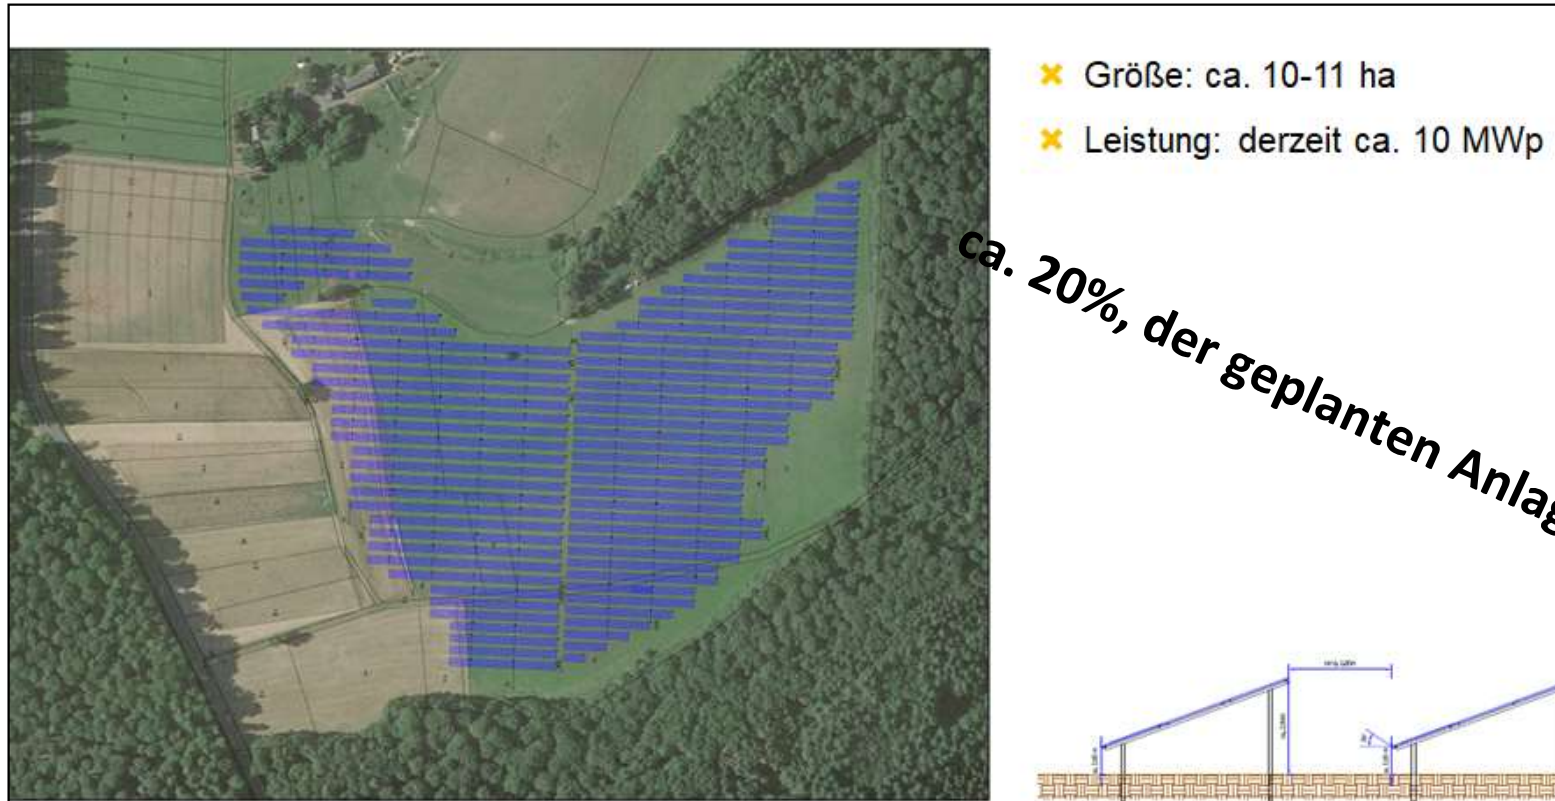 Größe: ca. 10-11 ha
Leistung: derzeit ca. 10 MWp
ca. 20%, der geplanten Anlag